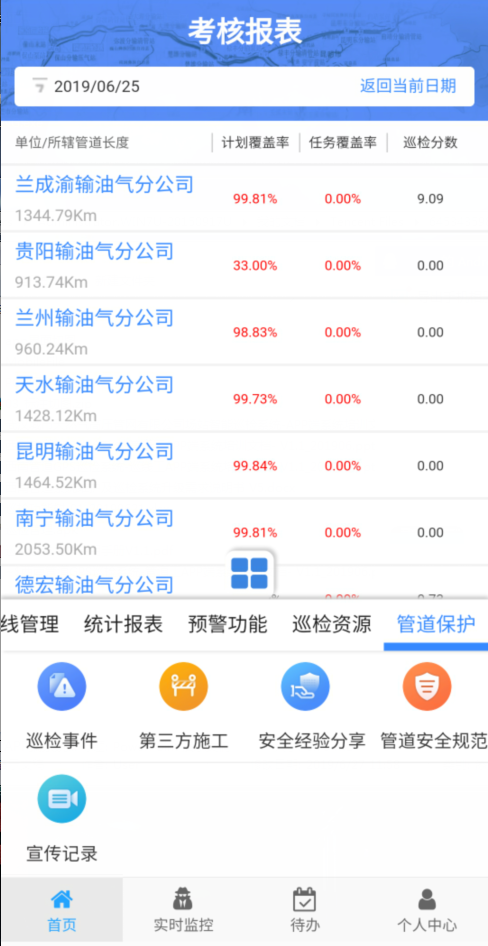 考核报表
2019/06/25 返回当前日期
单位/所辖管道长度 计划覆盖率 任务覆盖率 巡检分数
兰成渝输油气分公司
99.81% 0.00% 9.09
1344.79Km
贵阳输油气分公司
33.00% 0.00% 0.00
913.74Km
兰州输油气分公司
98.83% 0.00% 0.00
960.24Km
天水输油气分公司
99.73% 0.00% 0.00
1428.12Km
昆明输油气分公司
99.84% 0.00% 0.00
1464.52Km
南宁输油气分公司
99.81% 0.00% 0.00
2053.50Km
德宏输油气分公司
线管理 统计报表 预警功能 巡检资源 管道保护
巡检事件 第三方施工 安全经验分享 管道安全规范
宣传记录
首页 实时监控 待办 个人中心